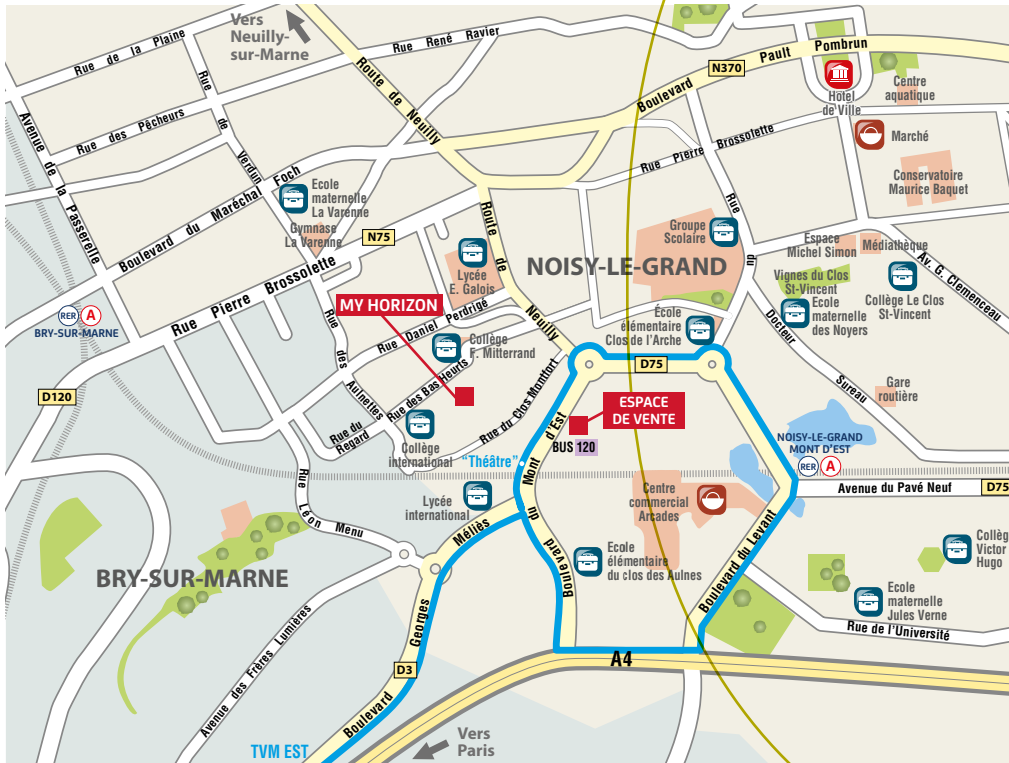 Vers
Neuilly-
sur-Marne
Rue de la Plaine
Rue René Ravier
Boulevard Pault Pombrun
N370
Hôtel
de Ville
Centre
aquatique
Marché
Conservatoire
Maurice Baquet
Route de Neuilly
Rue des Pêcheurs
Rue de Verdun
Avenue de la Passerelle
Boulevard du Maréchal Foch
Ecole
maternelle
La Varenne
Gymnase
La Varenne
N75
Rue Pierre Brossolette
Rue Pierre Brossolette
Route de Neuilly
Lycée
E. Galois
Groupe
Scolaire
NOISY-LE-GRAND
Rue du Docteur Sureau
Espace
Michel Simon
Médiathèque
Av. G. Clemenceau
Vignes du Clos
St-Vincent
Ecole
maternelle
des Noyers
Collège Le Clos
St-Vincent
RER A
BRY-SUR-MARNE
MY HORIZON
Rue Daniel Perdrigé
Collège
F. Mitterrand
École
élémentaire
Clos de l'Arche
D75
D120
Rue des Aulnettes
Rue des Bas Heurts
Rue du
Regard
Rue du Clos Montfort
Collège
international
ESPACE
DE VENTE
BUS 120
"Théâtre"
Gare
routière
NOISY-LE-GRAND
MONT D'EST
RER A
Avenue du Pavé Neuf
D75
Boulevard du Mont d'Est
Lycée
international
Centre
commercial
Arcades
Rue Léon Menu
Méliès
Georges
Boulevard
BRY-SUR-MARNE
Ecole
élémentaire
du clos des Aulnes
Boulevard du Levant
Collèg
Victor
Hugo
Ecole
maternelle
Jules Verne
Rue de l'Université
Avenue des Frères Lumières
D3
A4
TVM EST
Vers
Paris